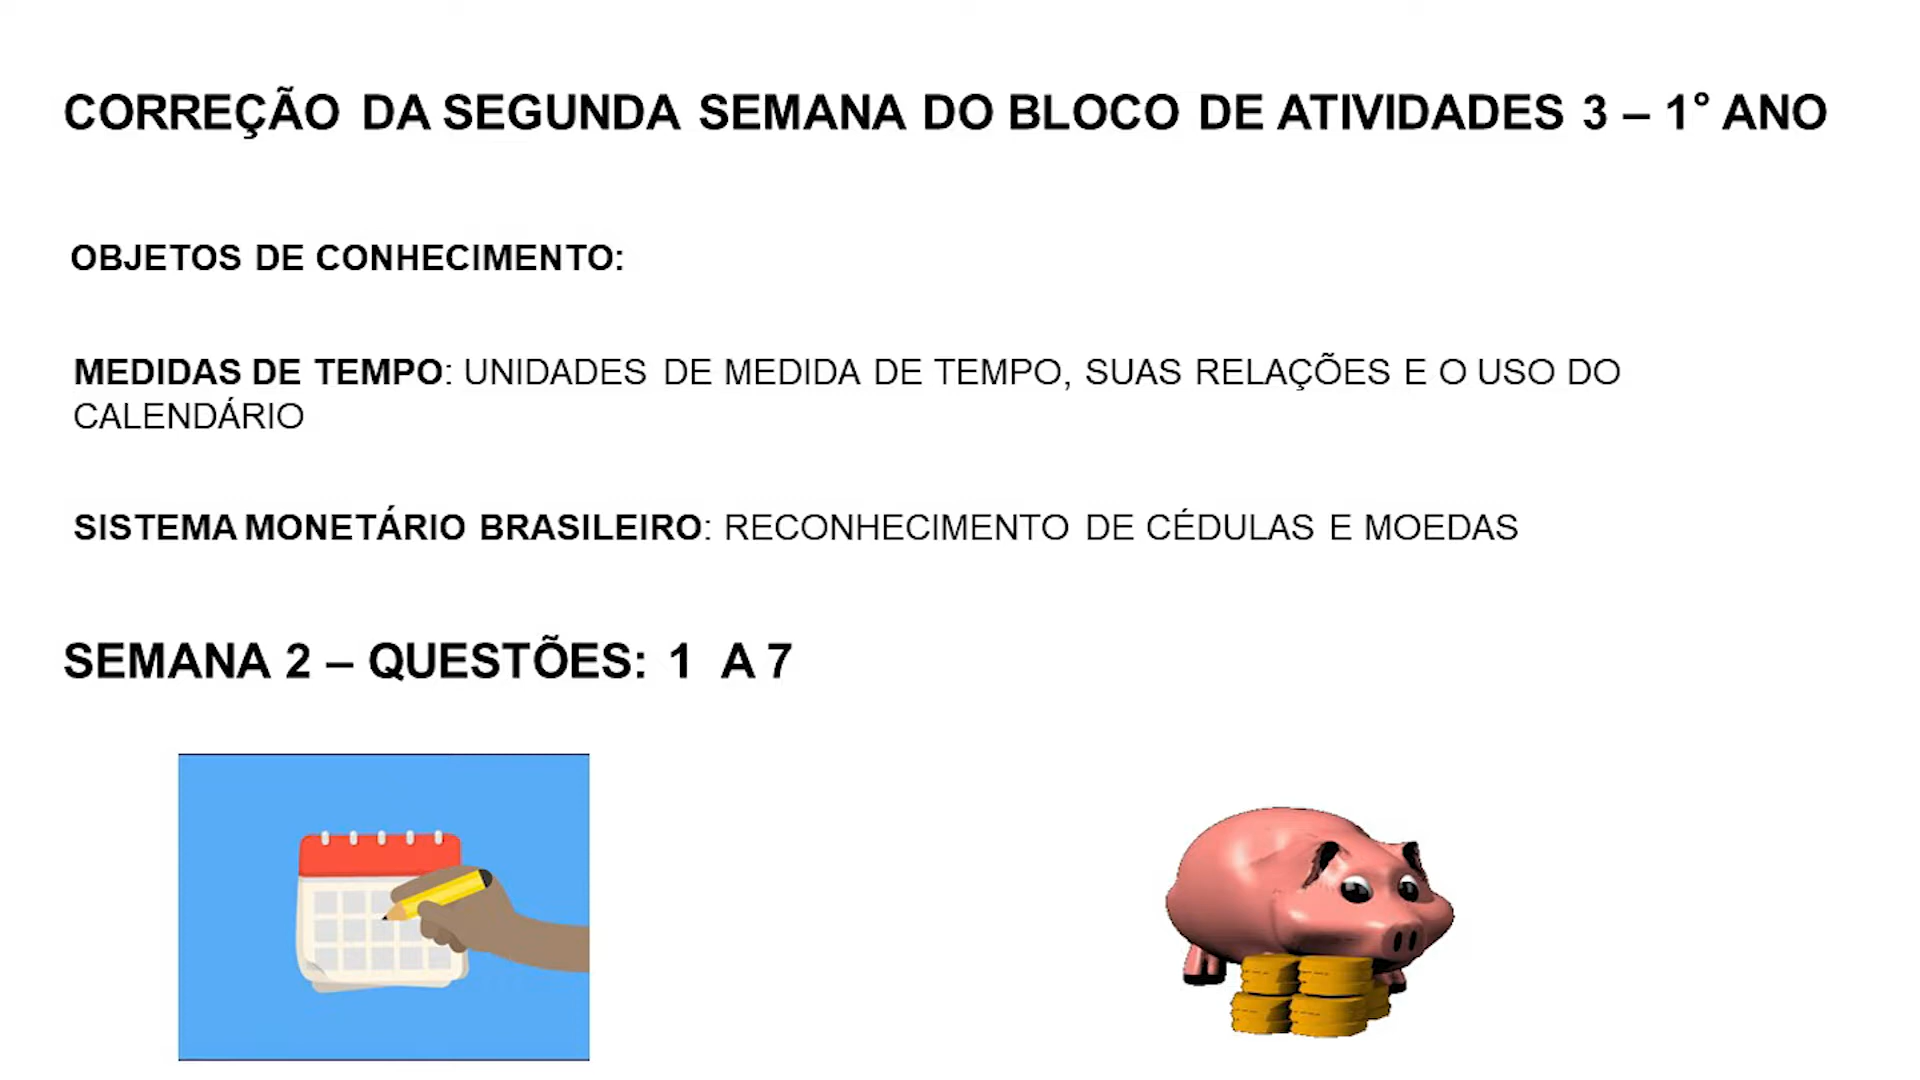 CORREÇÃO DA SEGUNDA SEMANA DO BLOCO DE ATIVIDADES 3 – 1° ANO
OBJETOS DE CONHECIMENTO:
MEDIDAS DE TEMPO: UNIDADES DE MEDIDA DE TEMPO, SUAS RELAÇÕES E O USO DO
CALENDÁRIO
SISTEMA MONETÁRIO BRASILEIRO: RECONHECIMENTO DE CÉDULAS E MOEDAS
SEMANA 2 – QUESTÕES: 1 A 7